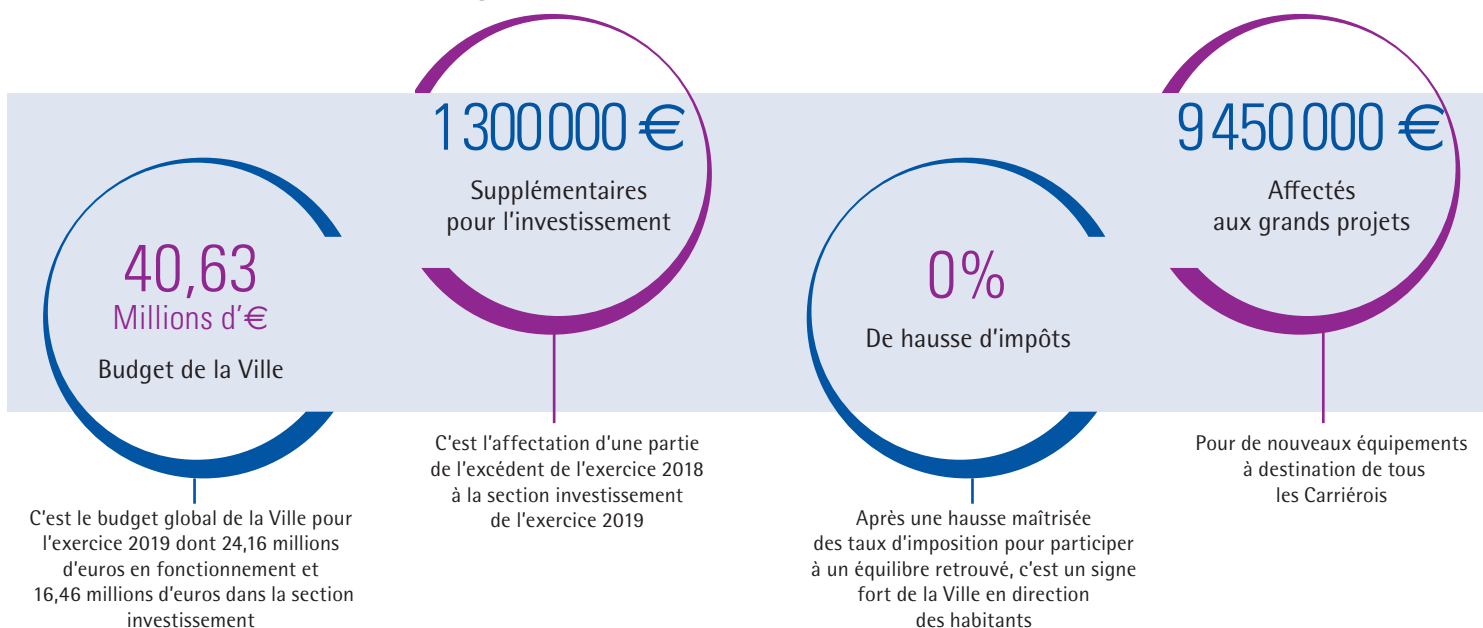 40,63
Millions d'€
Budget de la Ville
C'est le budget global de la Ville pour
l'exercice 2019 dont 24,16 millions
d'euros en fonctionnement et
16,46 millions d'euros dans la section
investissement
1 300 000 €
Supplémentaires
pour l'investissement
C'est l'affectation d'une partie
de l'excédent de l'exercice 2018
à la section investissement
de l'exercice 2019
0%
De hausse d'impôts
Après une hausse maîtrisée
des taux d'imposition pour participer
à un équilibre retrouvé, c'est un signe
fort de la Ville en direction
des habitants
9 450 000 €
Affectés
aux grands projets
Pour de nouveaux équipements
à destination de tous
les Carriérois